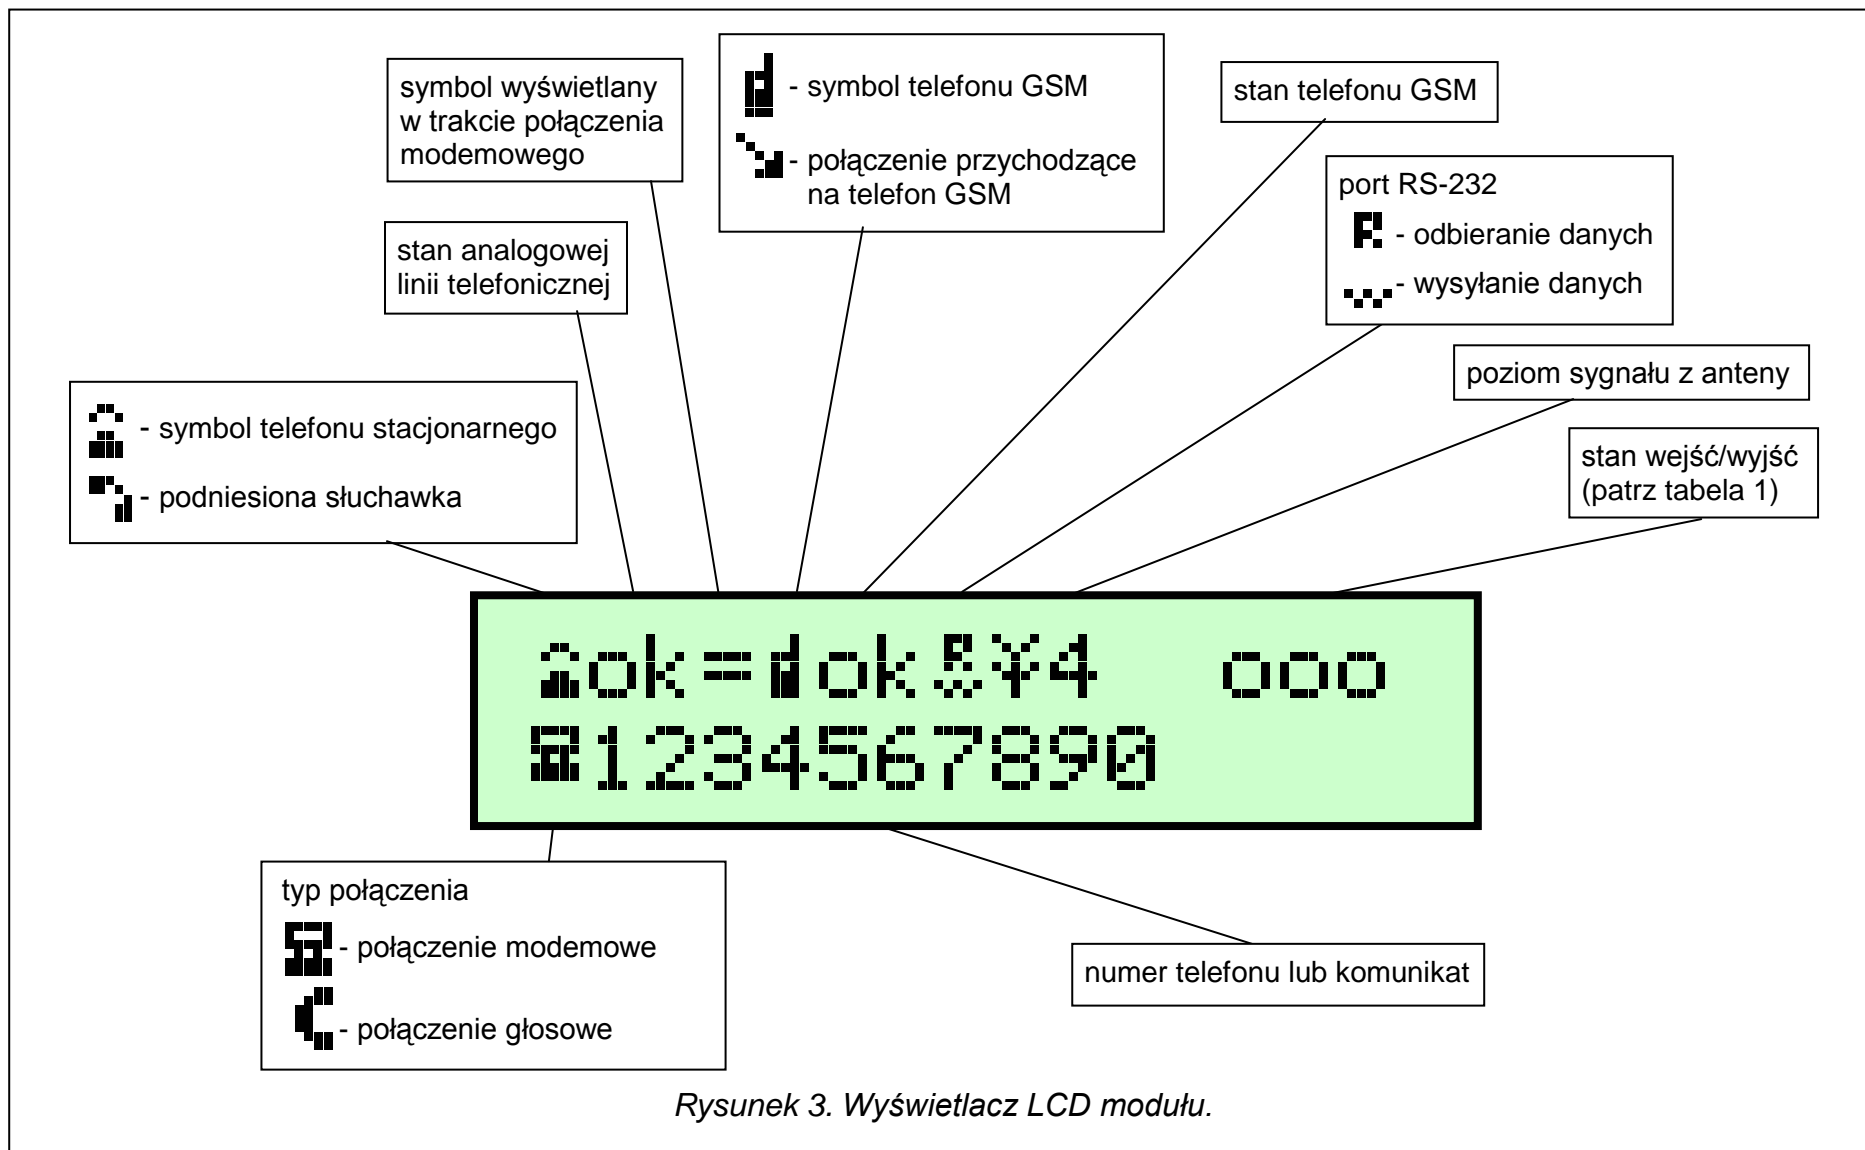 symbol wyświetlany
w trakcie połączenia
modemowego
- symbol telefonu GSM
- połączenie przychodzące
na telefon GSM
stan telefonu GSM
port RS-232
R - odbieranie danych
- wysyłanie danych
stan analogowej
linii telefonicznej
poziom sygnału z anteny
- symbol telefonu stacjonarnego
- podniesiona słuchawka
stan wejść/wyjść
(patrz tabela 1)
ok=ok R¥4 ooo
1234567890
typ połączenia
- połączenie modemowe
- połączenie głosowe
numer telefonu lub komunikat
Rysunek 3. Wyświetlacz LCD modułu.